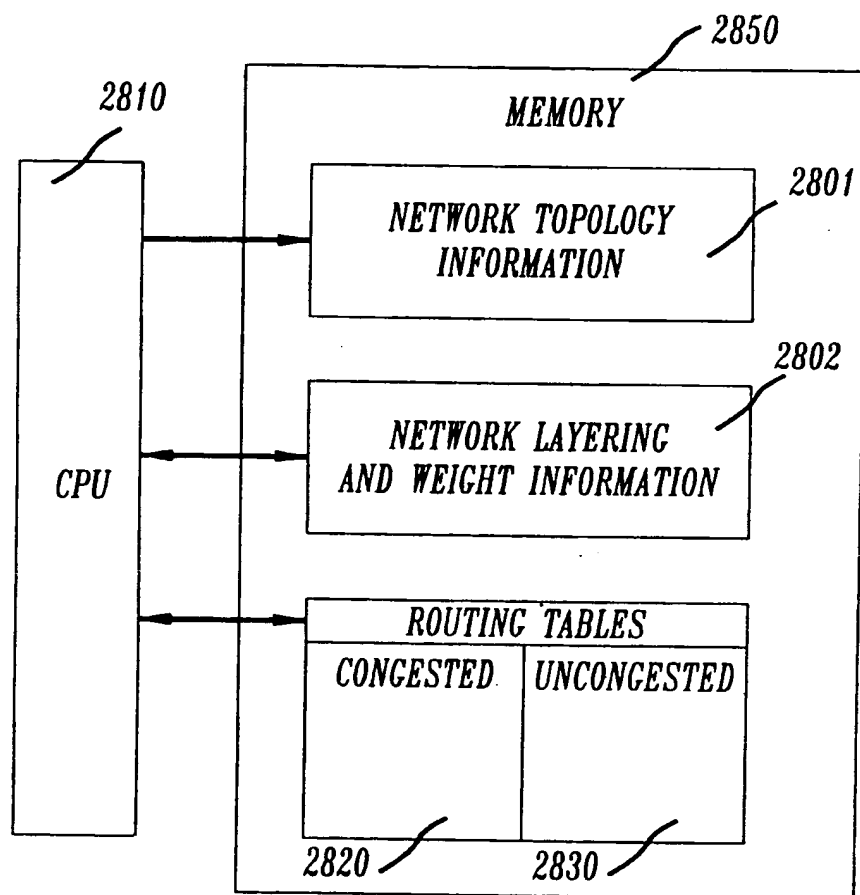 2850
2810
MEMORY
2801
NETWORK TOPOLOGY
INFORMATION
2802
NETWORK LAYERING
AND WEIGHT INFORMATION
CPU
ROUTING TABLES
CONGESTED
UNCONGESTED
2820
2830